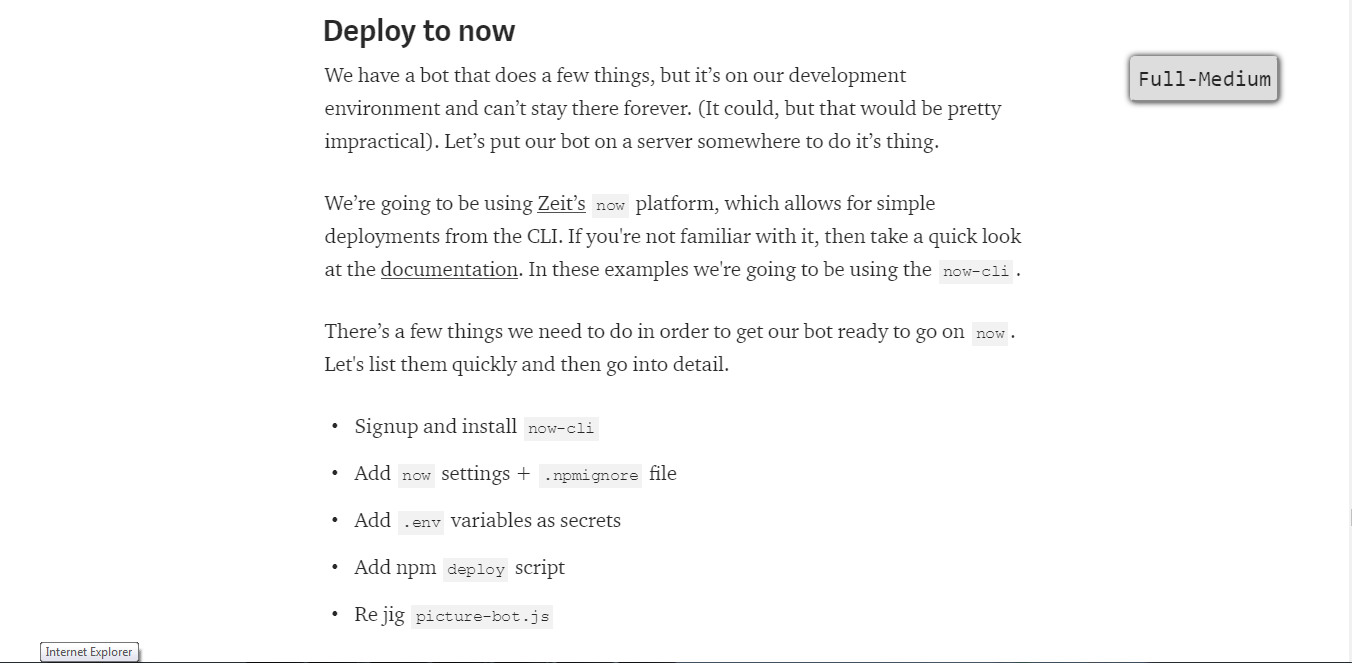 Deploy to now
Full-Medium
We have a bot that does a few things, but it’s on our development
environment and can’t stay there forever. (It could, but that would be pretty
impractical). Let’s put our bot on a server somewhere to do it’s thing.
We’re going to be using Zeit’s now platform, which allows for simple
deployments from the CLI. If you're not familiar with it, then take a quick look
at the documentation. In these examples we're going to be using the now-cli.
There’s a few things we need to do in order to get our bot ready to go on now.
Let's list them quickly and then go into detail.
• Signup and install now-cli
• Add now settings + .npmignore file
• Add .env variables as secrets
• Add npm deploy script
• Re jig picture-bot.js
Internet Explorer